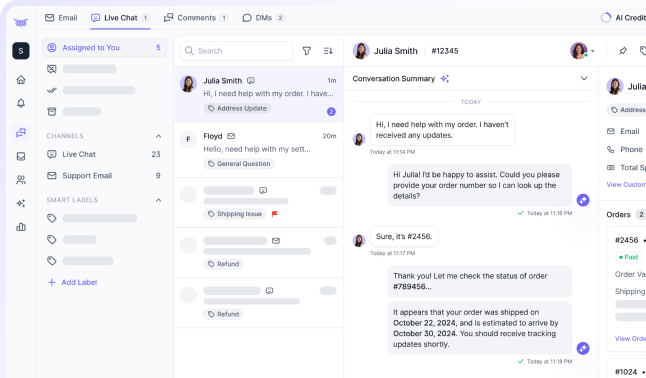 Email
Live Chat 1
Comments 1
DMs 2
AI Credit
S
Assigned to You 5
CHANNELS
Live Chat 23
Support Email 9
SMART LABELS
+ Add Label
Search
Julia Smith 1m
Hi, I need help with my order. I have...
Address Update 2
F
Floyd 20m
Hello, need help with my sett...
General Question
Shipping Issue
Refund
Refund
Julia Smith #12345
Conversation Summary
TODAY
Hi, I need help with my order. I haven't
received any updates.
Today at 11:14 PM
Hi Julia! I'd be happy to assist. Could you please
provide your order number so I can look up the
details?
Today at 11:16 PM
Sure, it's #2456.
Today at 11:17 PM
Thank you! Let me check the status of order
#789456...
It appears that your order was shipped on
October 22, 2024, and is estimated to arrive by
October 30, 2024. You should receive tracking
updates shortly.
Today at 11:18 PM
Julia
Address
Email
Phone
Total Sp
View Custom
Orders 2
#2456 •
• Paid
Order Va
Shipping
View Orde
#1024 •